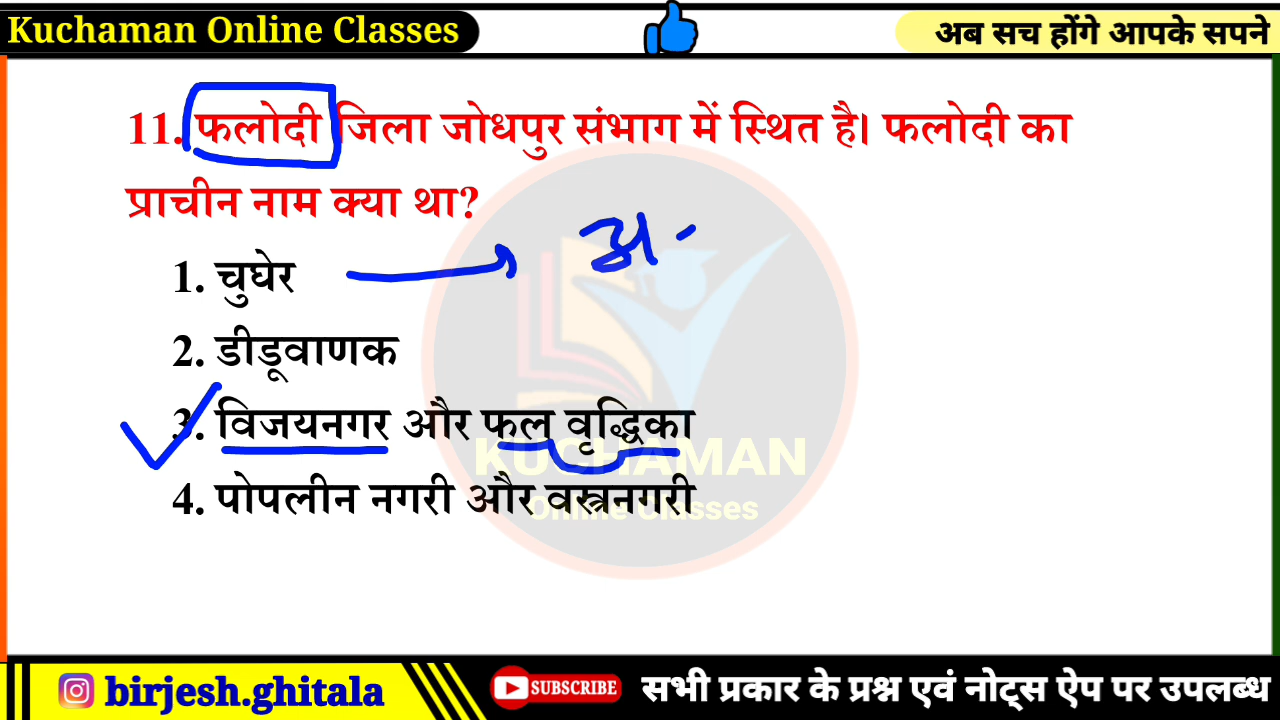 Kuchaman Online Classes
अब सच होंगे आपके सपने
11. फलोदी जिला जोधपुर संभाग में स्थित है। फलोदी का
प्राचीन नाम क्या था?
1. चुघेर
अ
2. डीडूवाणक
3. विजयनगर और फल वृद्धिका
KUCHAMAN
4. पोपलीन नगरी और वस्त्रनगरी
Online Classes
birjesh.ghitala
SUBSCRIBE
सभी प्रकार के प्रश्न एवं नोट्स ऐप पर उपलब्ध